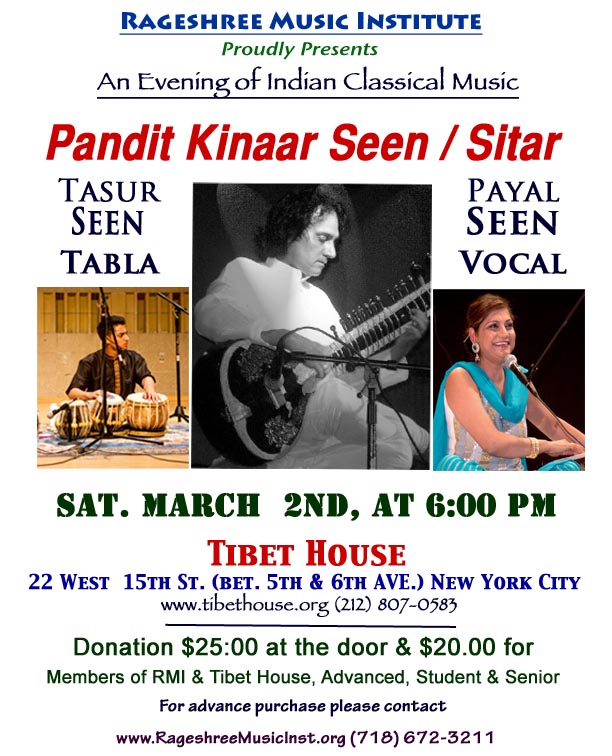 Rageshree Music Institute
Proudly Presents
An Evening of Indian Classical Music
Pandit Kinaar Seen / Sitar
Tasur
Seen
Tabla
Payal
Seen
Vocal
SAT. MARCH 2ND, AT 6:00 PM
Tibet House
22 West 15th St. (bet. 5th & 6th AVE.) New York City
www.tibethouse.org (212) 807-0583
Donation $25:00 at the door & $20.00 for
Members of RMI & Tibet House, Advanced, Student & Senior
For advance purchase please contact
www.RageshreeMusicInst.org (718) 672-3211